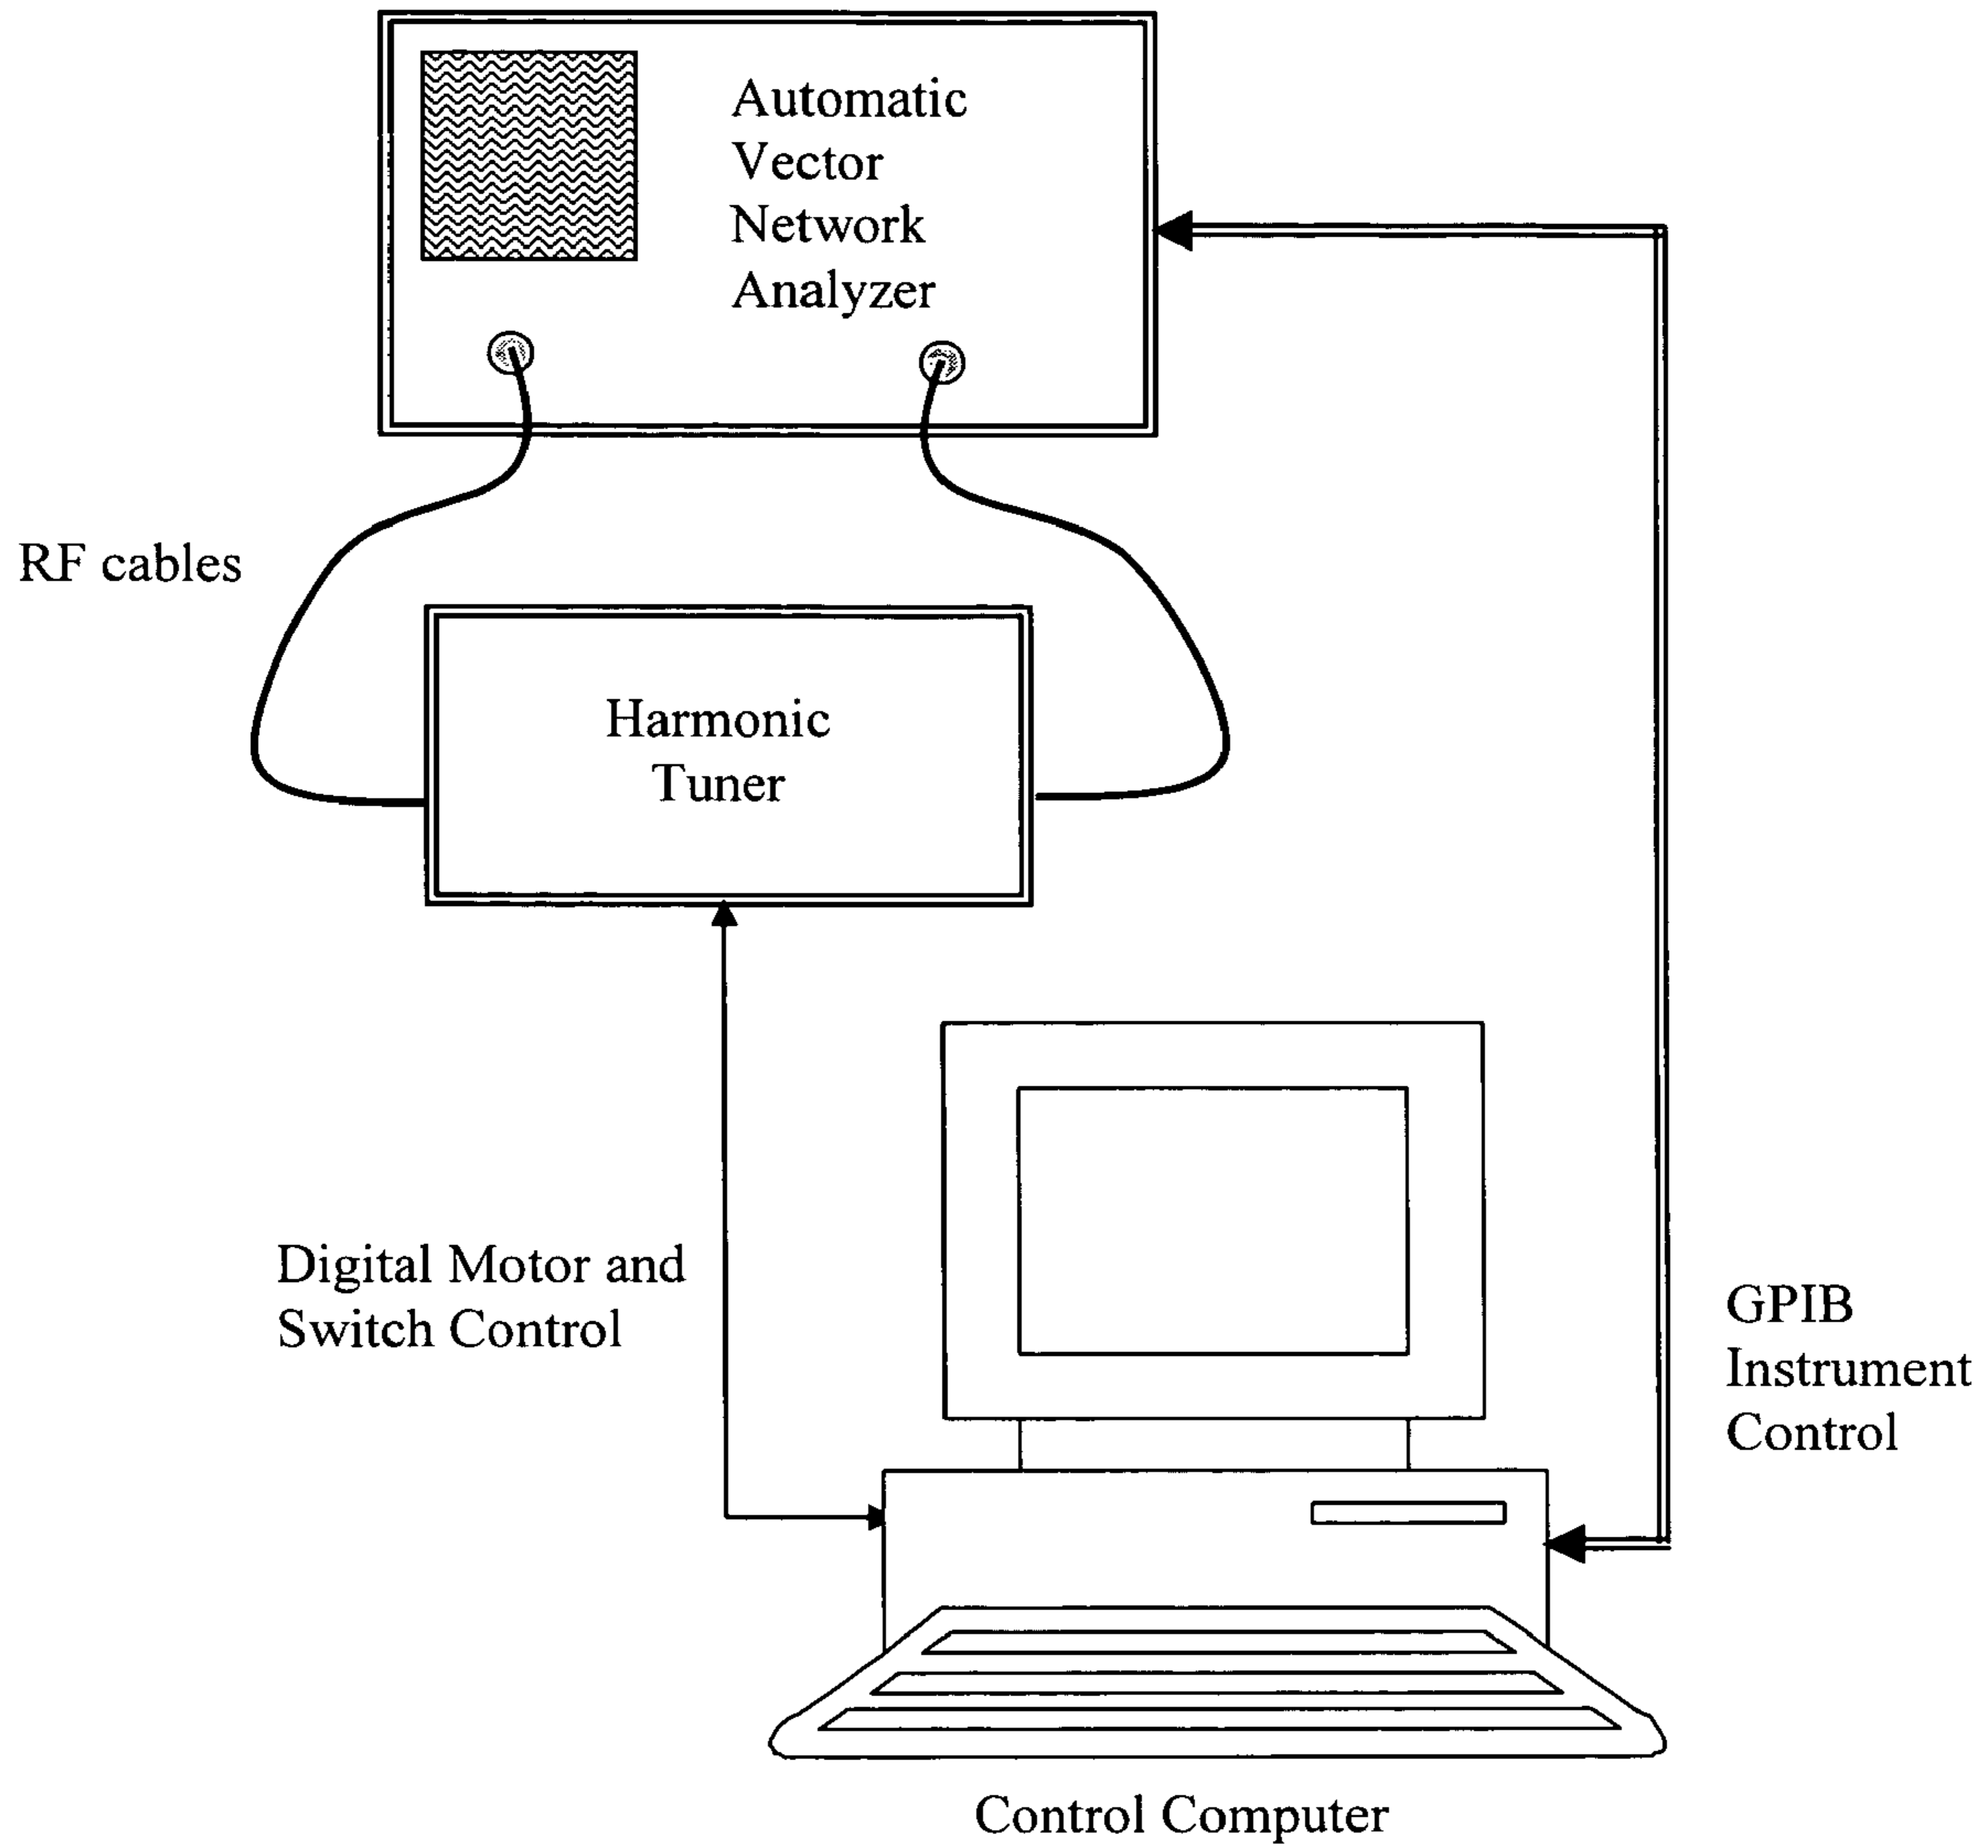 Automatic
Vector
Network
Analyzer
RF cables
Harmonic
Tuner
Digital Motor and
Switch Control
GPIB
Instrument
Control
Control Computer